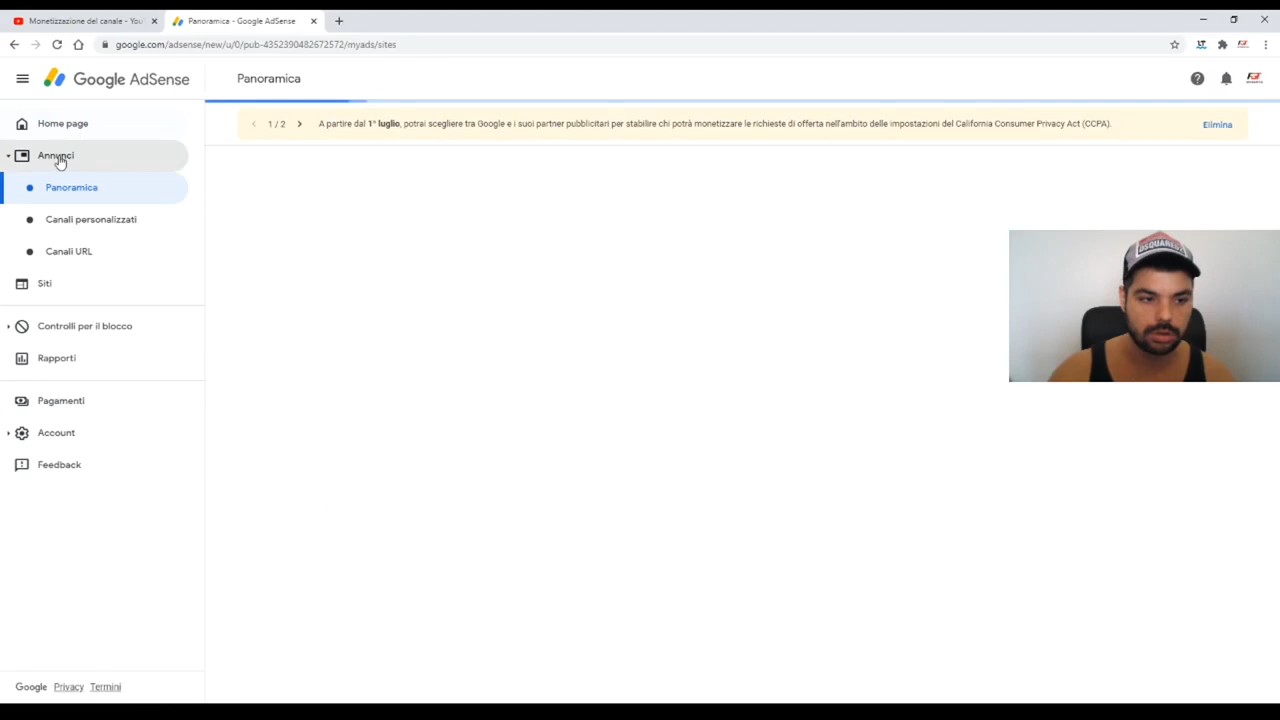 Monetizzazione del canale - You
Panoramica - Google AdSense
google.com/adsense/new/u/0/pub-4352390482672572/myads/sites
Google AdSense
Panoramica
Home page
1 / 2
A partire dal 1° luglio, potrai scegliere tra Google e i suoi partner pubblicitari per stabilire chi potrà monetizzare le richieste di offerta nell'ambito delle impostazioni del California Consumer Privacy Act (CCPA).
Elimina
Annunci
Panoramica
Canali personalizzati
Canali URL
Siti
Controlli per il blocco
Rapporti
Pagamenti
Account
Feedback
Google Privacy Termini
DSQUARED2